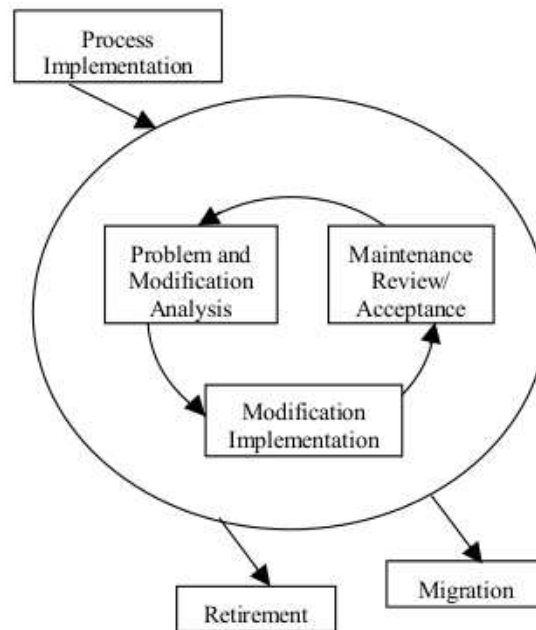 Process
Implementation
Problem and
Modification
Analysis
Maintenance
Review/
Acceptance
Modification
Implementation
Migration
Retirement